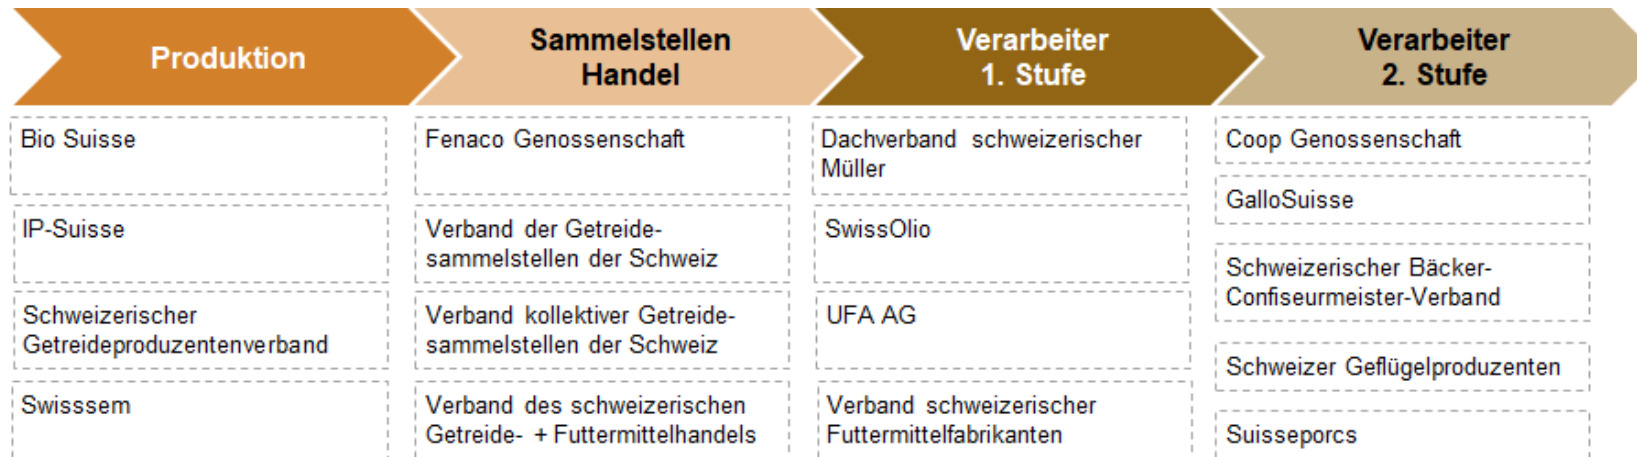 Produktion
Sammelstellen
Handel
Verarbeiter
1. Stufe
Verarbeiter
2. Stufe
Bio Suisse
IP-Suisse
Schweizerischer
Getreideproduzentenverband
Swisssem
Fenaco Genossenschaft
Verband der Getreide-
sammelstellen der Schweiz
Verband kollektiver Getreide-
sammelstellen der Schweiz
Verband des schweizerischen
Getreide- + Futtermittelhandels
Dachverband schweizerischer
Müller
SwissOlio
UFA AG
Verband schweizerischer
Futtermittelfabrikanten
Coop Genossenschaft
GalloSuisse
Schweizerischer Bäcker-
Confiseurmeister-Verband
Schweizer Geflügelproduzenten
Suisseporcs